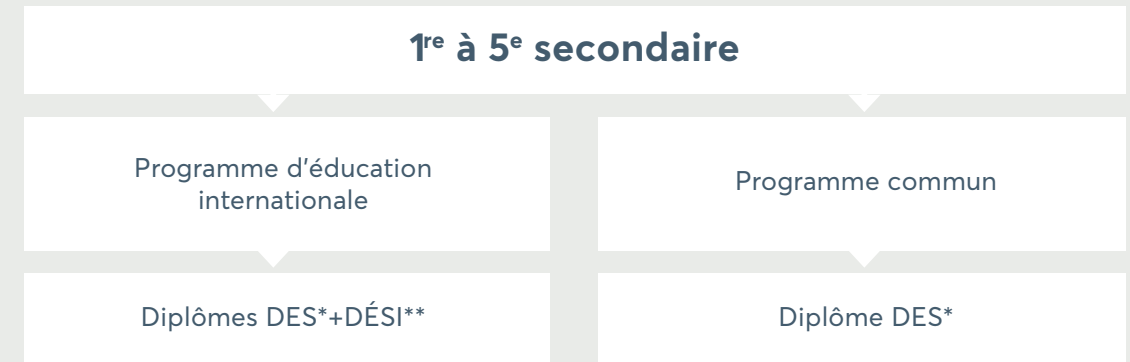 1re à 5e secondaire
Programme d'éducation
internationale
Programme commun
Diplômes DES*+DÉSI**
Diplôme DES*